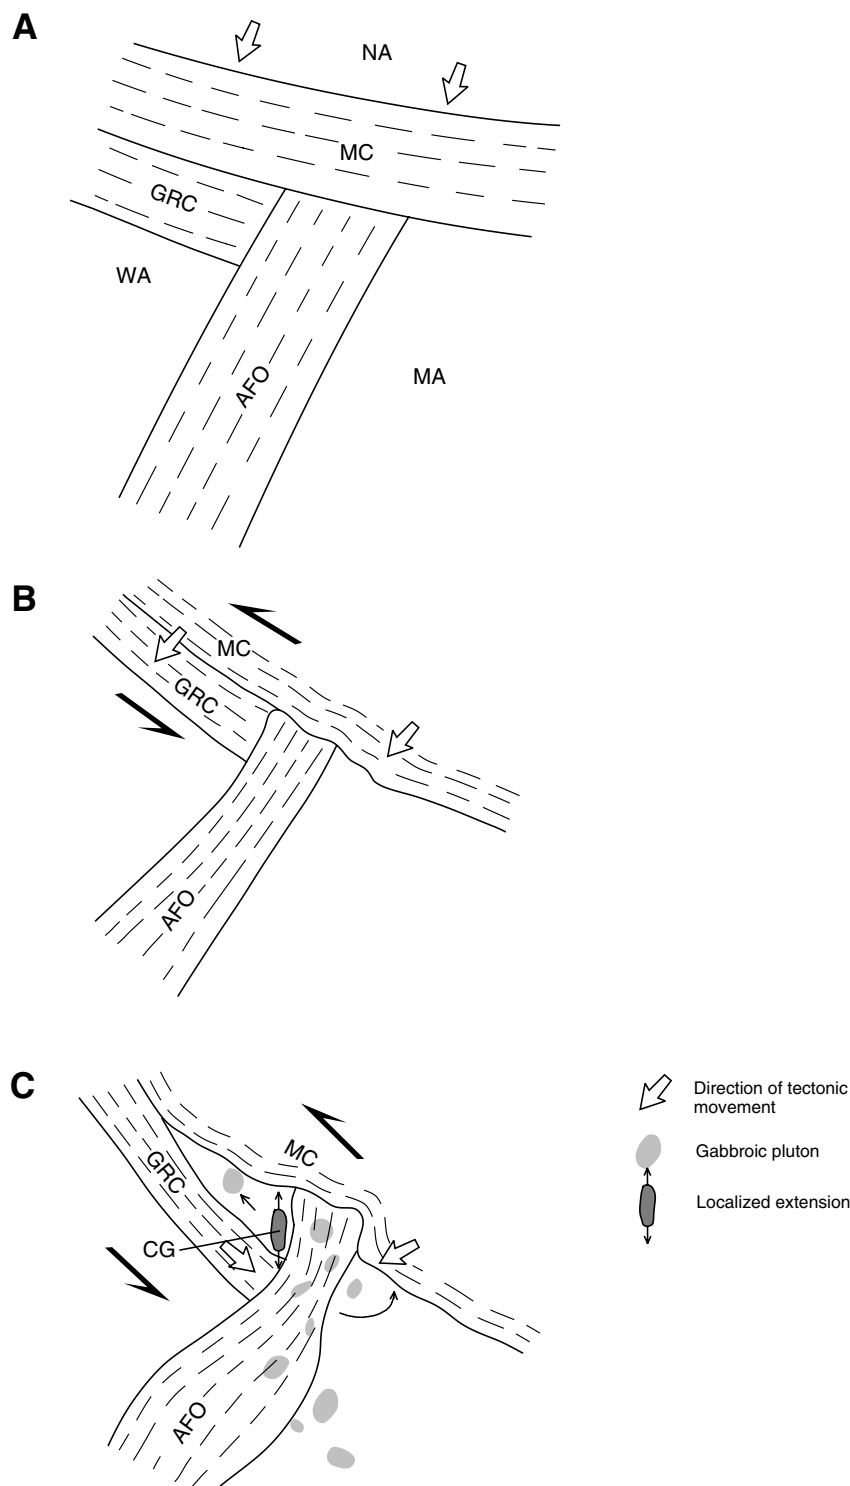 A
NA
MC
GRC
WA
MA
AFO
B
MC
GRC
AFO
C
MC
GRC
CG
AFO
Direction of tectonic
movement
Gabbroic pluton
Localized extension